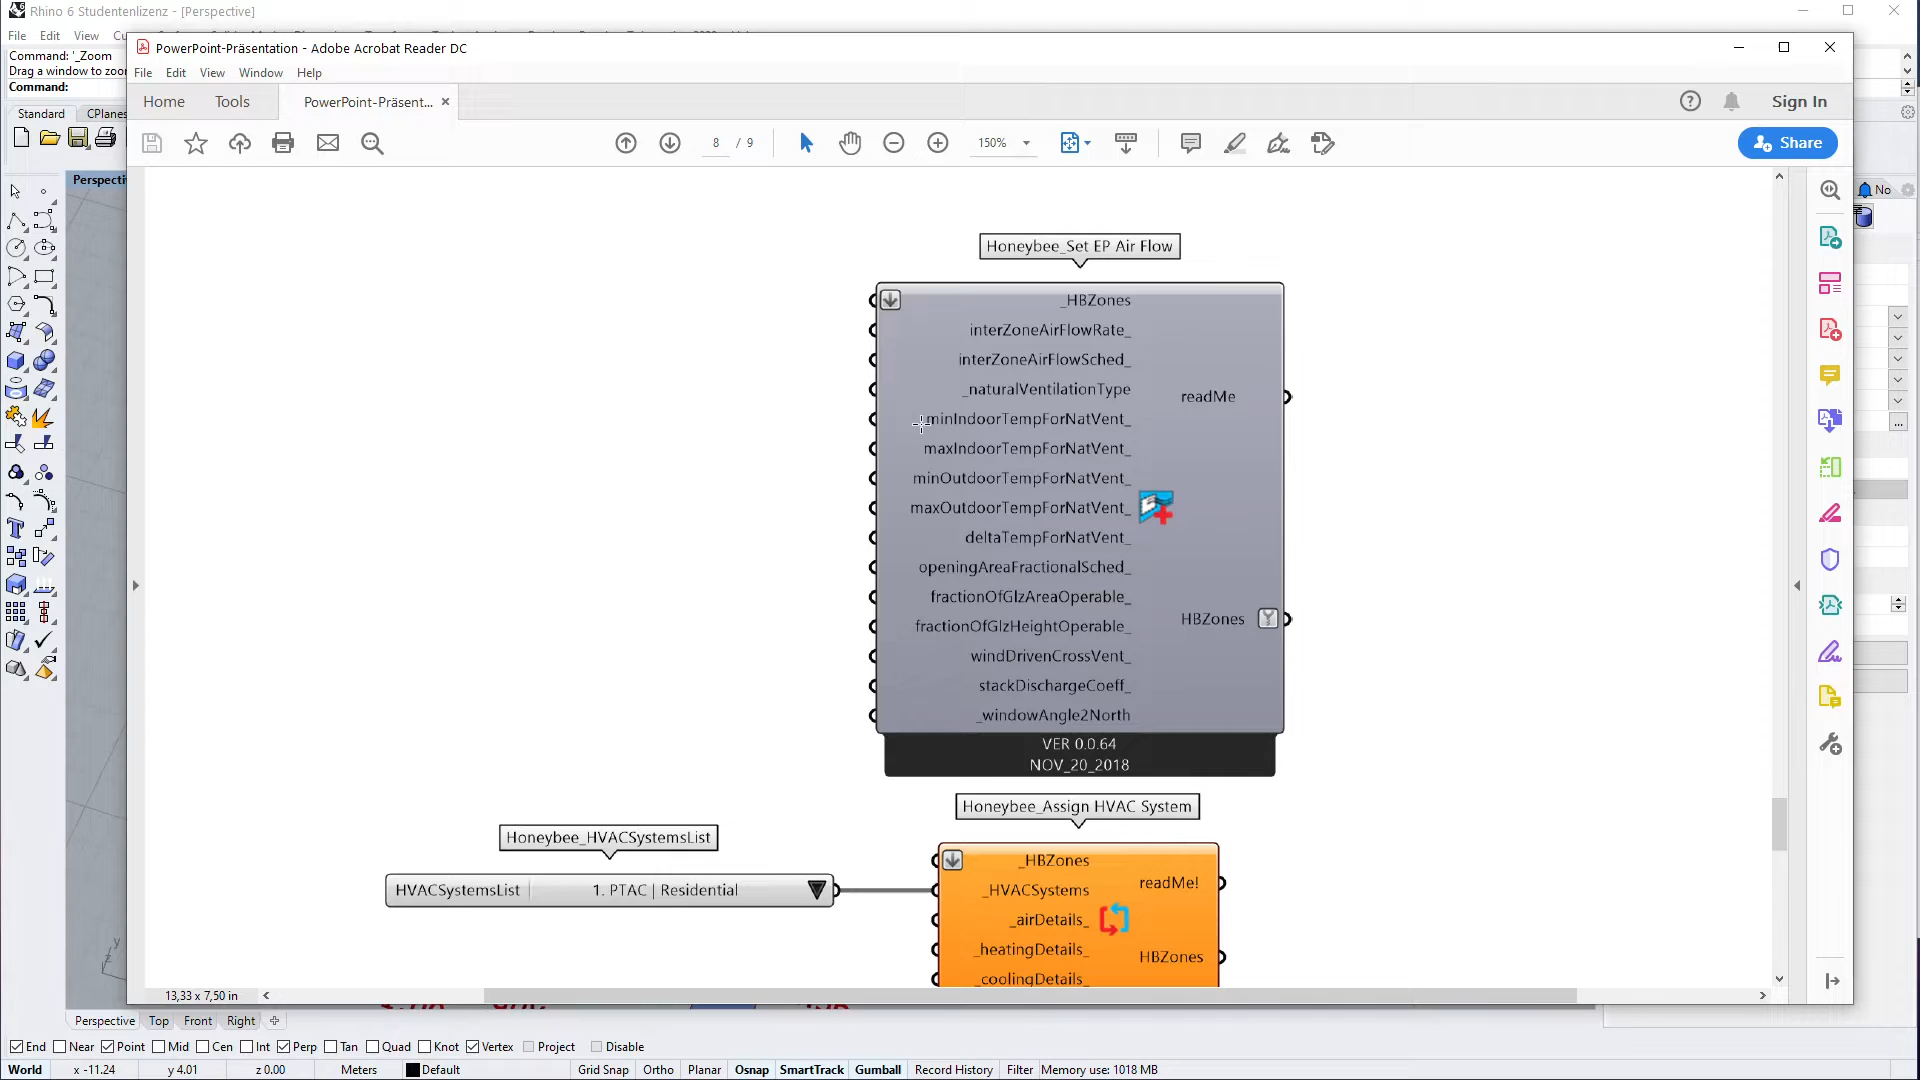 Rhino 6 Studentenlizenz - [Perspective]
File Edit View
Command: '_Zoom
Drag a window to zoo
Command:
Standard CPlanes
Perspecti
PowerPoint-Präsentation - Adobe Acrobat Reader DC
File Edit View Window Help
Home Tools PowerPoint-Präsent... ×
Sign In
8 / 9 150% Share
No
Honeybee_Set EP Air Flow
_HBZones
interZoneAirFlowRate_
interZoneAirFlowSched_
_naturalVentilationType
readMe
minIndoorTempForNatVent_
maxIndoorTempForNatVent_
minOutdoorTempForNatVent_
maxOutdoorTempForNatVent_
deltaTempForNatVent_
openingAreaFractionalSched_
fractionOfGlzAreaOperable_
fractionOfGlzHeightOperable_
HBZones
windDrivenCrossVent_
stackDischargeCoeff_
_windowAngle2North
VER 0.0.64
NOV_20_2018
Honeybee_Assign HVAC System
Honeybee_HVACSystemsList
_HBZones
HVACSystemsList 1. PTAC | Residential
_HVACSystems
readMe!
_airDetails_
_heatingDetails_
HBZones
_coolingDetails_
13,33 x 7,50 in
Perspective Top Front Right
End Near Point Mid Cen Int Perp Tan Quad Knot Vertex Project Disable
World x -11.24 y 4.01 z 0.00 Meters Default Grid Snap Ortho Planar Osnap SmartTrack Gumball Record History Filter Memory use: 1018 MB